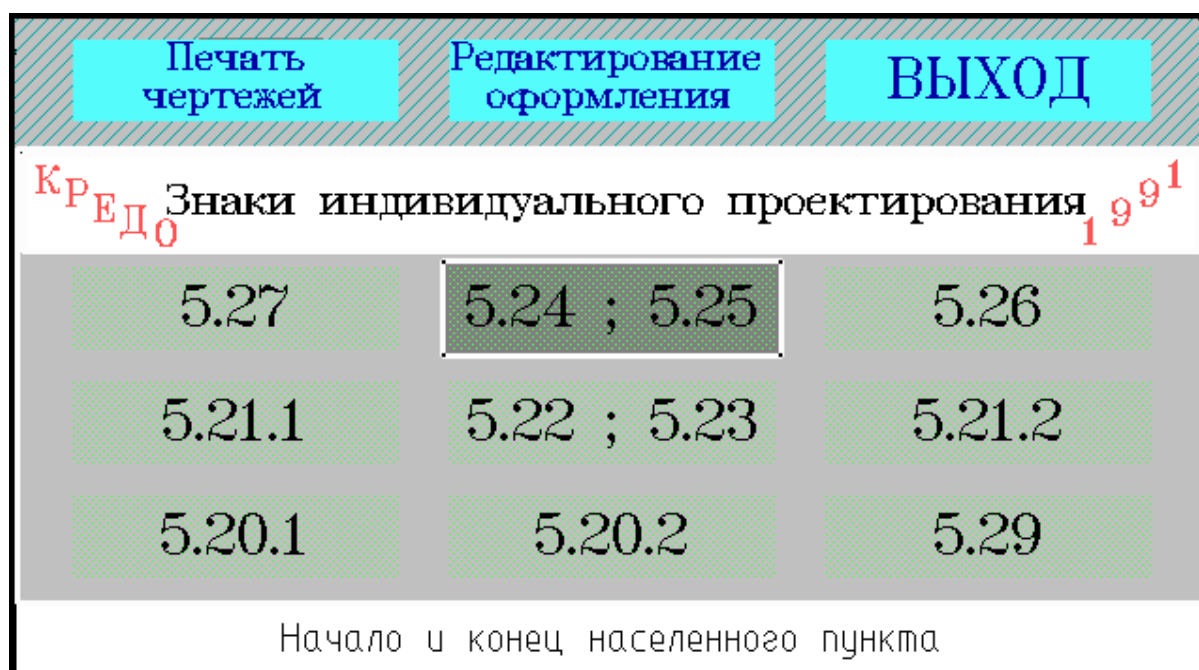 Печать чертежей
Редактирование оформления
ВЫХОД
КРЕДО Знаки индивидуального проектирования 1991
5.27 5.24 ; 5.25 5.26
5.21.1 5.22 ; 5.23 5.21.2
5.20.1 5.20.2 5.29
Начало и конец населенного пункта